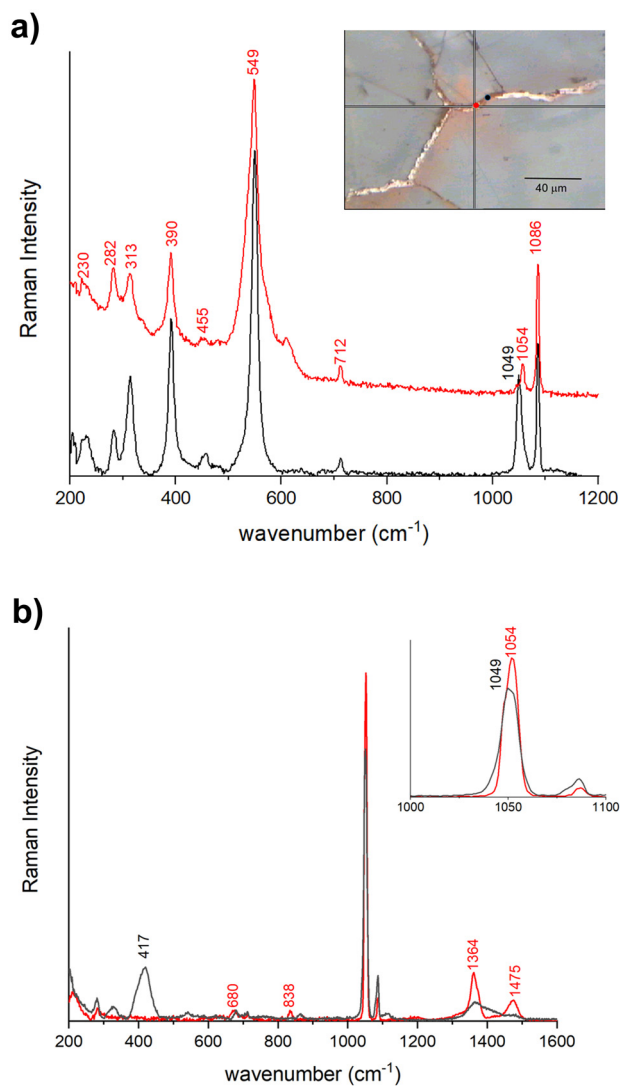 a)
549
1086
390
282
313
230
455
712
1049
1054
40 μm
Raman Intensity
200 400 600 800 1000 1200
wavenumber (cm-1)
b)
1054
1049
1000 1050 1100
417
680
838
1364
1475
Raman Intensity
200 400 600 800 1000 1200 1400 1600
wavenumber (cm-1)